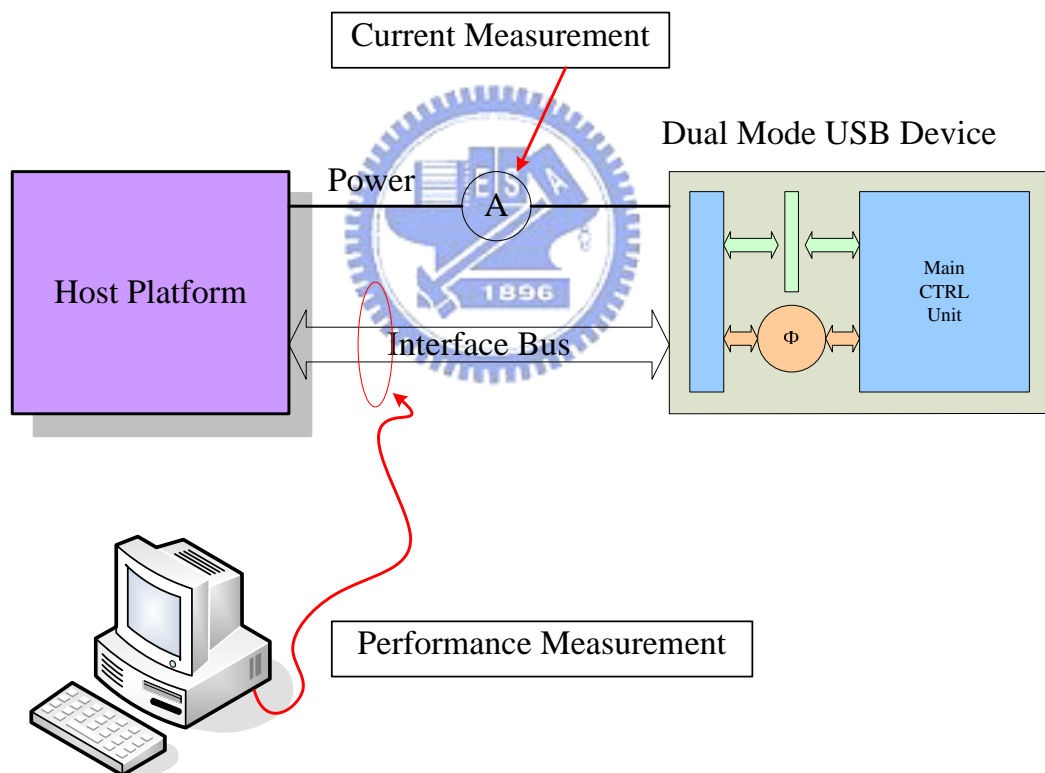 Current Measurement
Dual Mode USB Device
Power
E S A
A
Host Platform
Main
CTRL
Unit
1896
Interface Bus
Φ
Performance Measurement